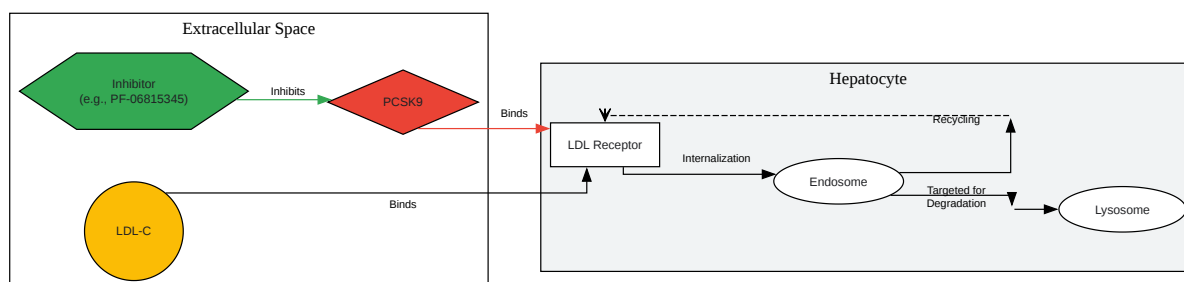 Extracellular Space
Inhibitor
(e.g., PF-06815345)
Inhibits
PCSK9
Binds
LDL-C
Binds
Hepatocyte
LDL Receptor
Internalization
Endosome
Recycling
Targeted for
Degradation
Lysosome